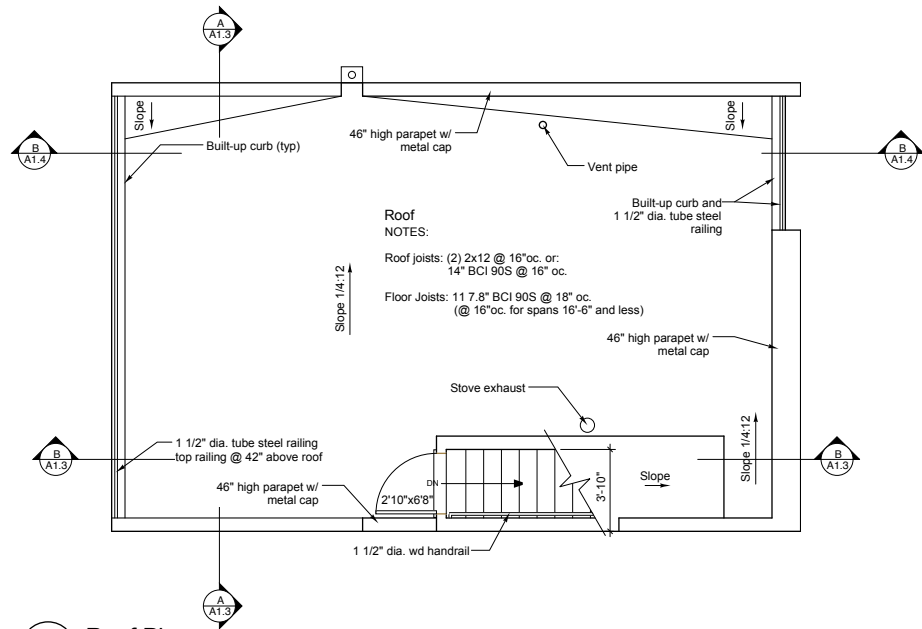 A
A1.3
Slope
46" high parapet w/
metal cap
Slope
B
A1.4
Built-up curb (typ)
Vent pipe
B
A1.4
Built-up curb and
1 1/2" dia. tube steel
railing
Roof
NOTES:
Roof joists: (2) 2x12 @ 16"oc. or:
14" BCI 90S @ 16" oc.
Slope 1/4:12
Floor Joists: 11 7.8" BCI 90S @ 18" oc.
(@ 16"oc. for spans 16'-6" and less)
46" high parapet w/
metal cap
Stove exhaust
1 1/2" dia. tube steel railing
top railing @ 42" above roof
Slope 1/4:12
B
A1.3
B
A1.3
46" high parapet w/
metal cap
DN
2'10"x6'8"
3'-10"
Slope
1 1/2" dia. wd handrail
A
A1.3